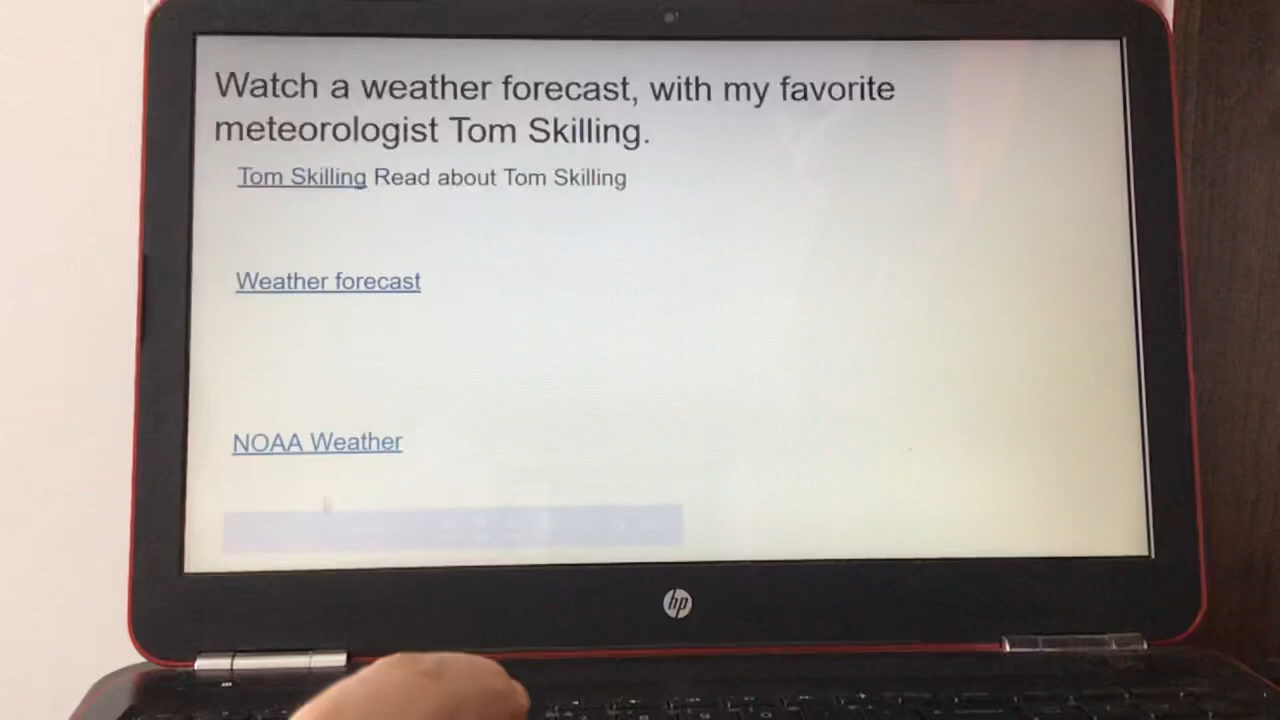 Watch a weather forecast, with my favorite
meteorologist Tom Skilling.
Tom Skilling Read about Tom Skilling
Weather forecast
NOAA Weather
hp